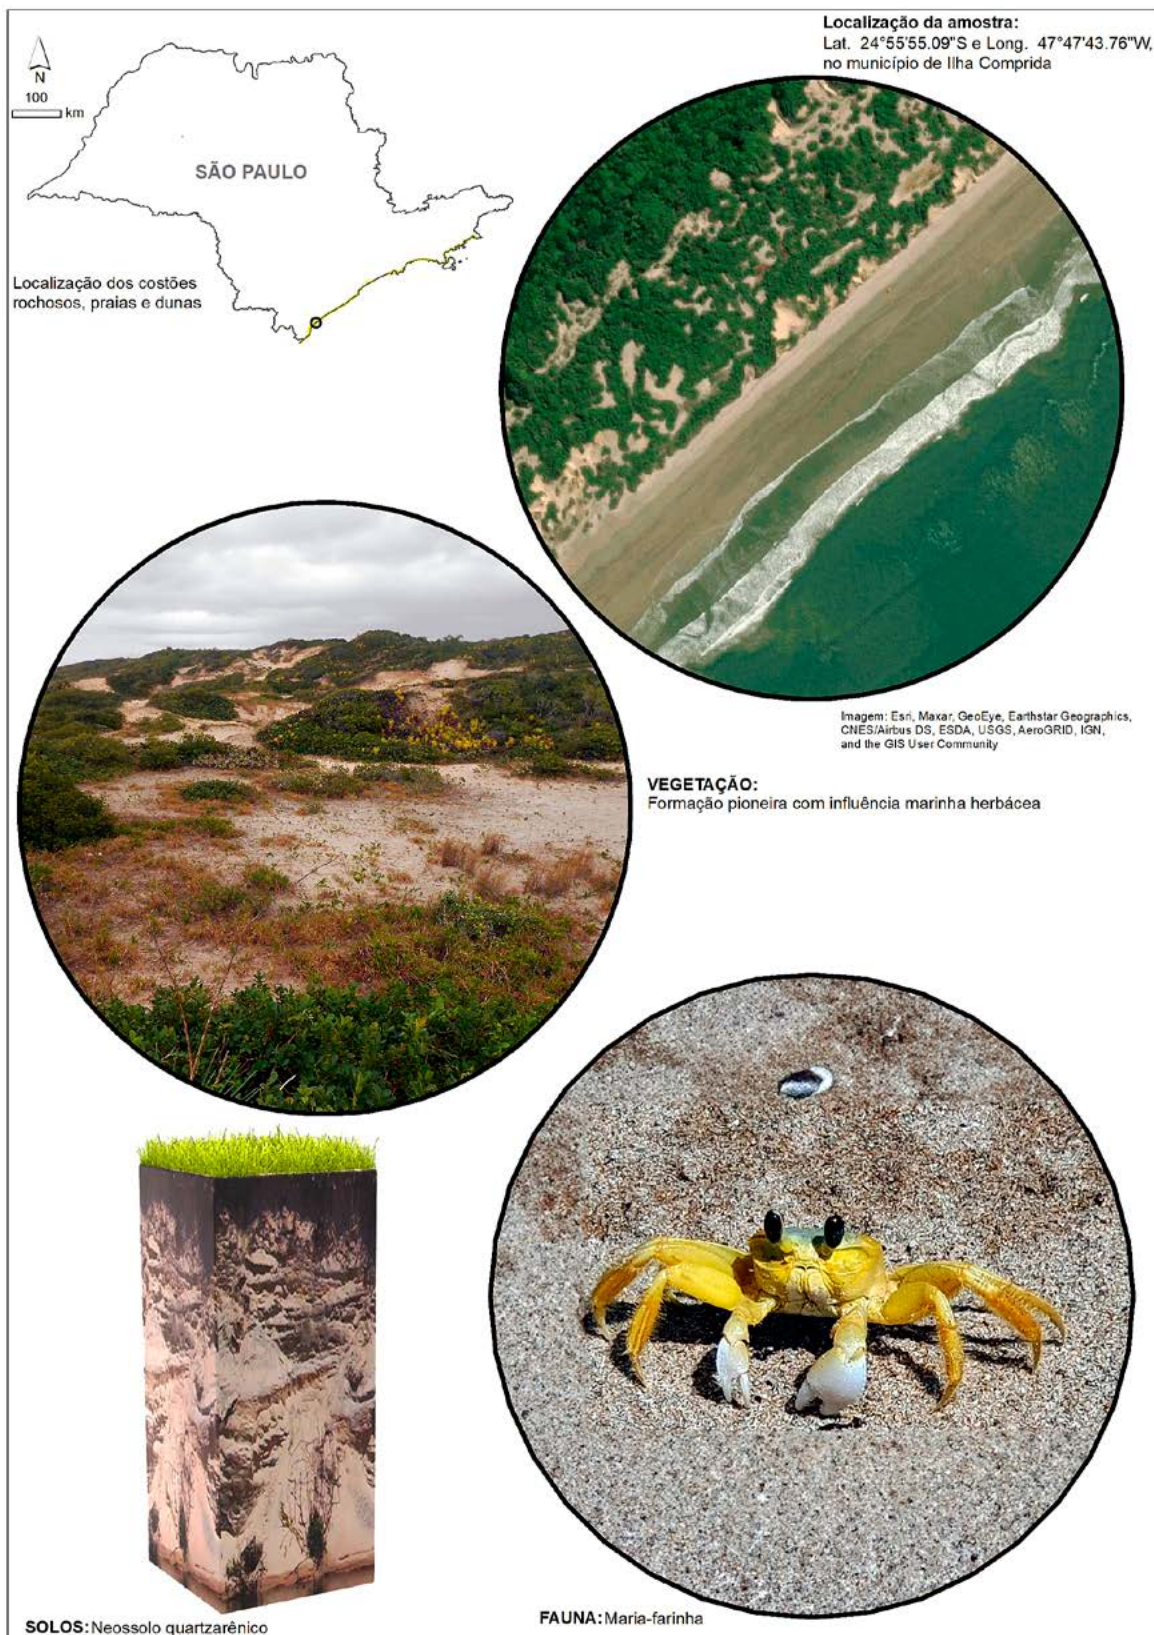 Localização da amostra:
Lat. 24°55'55.09"S e Long. 47°47'43.76"W,
no município de Ilha Comprida
N
100
km
SÃO PAULO
Localização dos costões
rochosos, praias e dunas
Imagem: Esri, Maxar, GeoEye, Earthstar Geographics,
CNES/Airbus DS, ESDA, USGS, AeroGRID, IGN,
and the GIS User Community
VEGETAÇÃO:
Formação pioneira com influência marinha herbácea
SOLOS: Neossolo quartzarênico
FAUNA: Maria-farinha